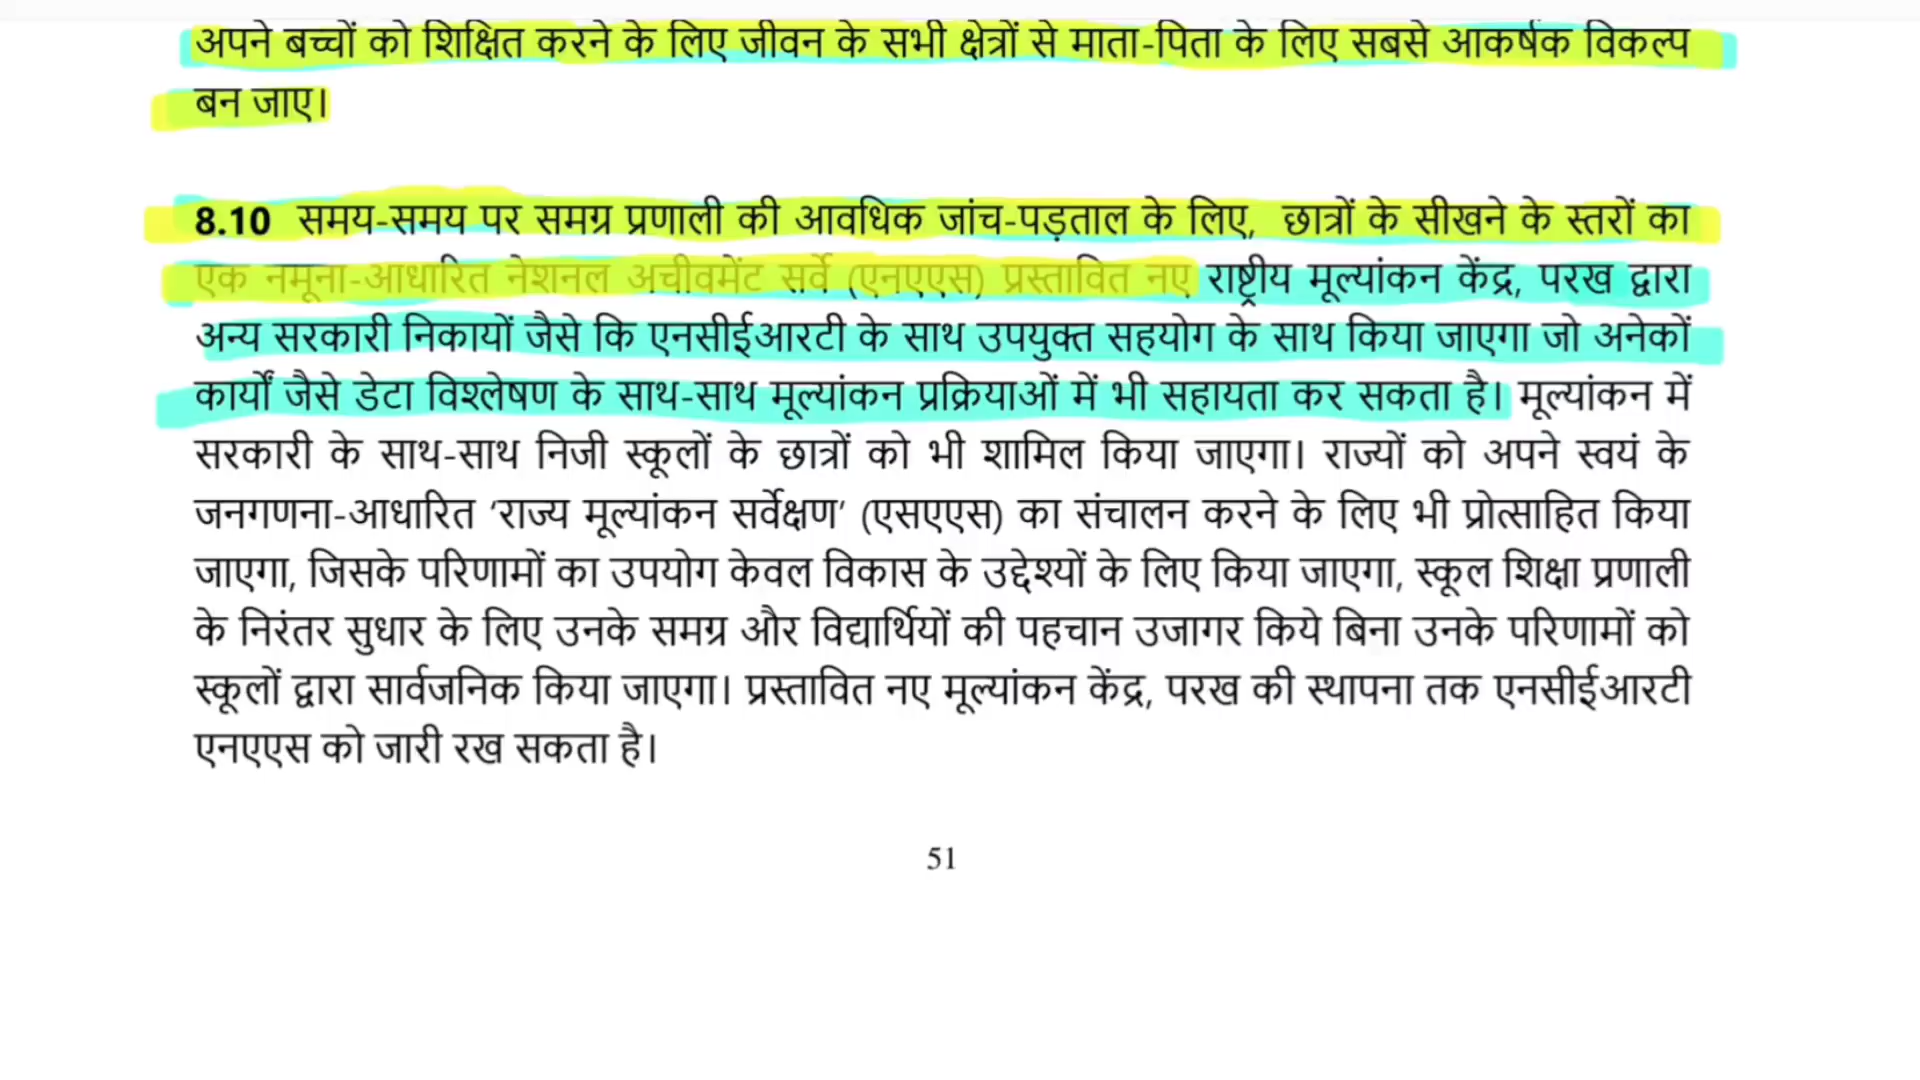 अपने बच्चों को शिक्षित करने के लिए जीवन के सभी क्षेत्रों से माता-पिता के लिए सबसे आकर्षक विकल्प
बन जाए।
8.10 समय-समय पर समग्र प्रणाली की आवधिक जांच-पड़ताल के लिए, छात्रों के सीखने के स्तरों का
एक नमूना-आधारित नेशनल अचीवमेंट सर्वे (एनएएस) प्रस्तावित नए राष्ट्रीय मूल्यांकन केंद्र, परख द्वारा
अन्य सरकारी निकायों जैसे कि एनसीईआरटी के साथ उपयुक्त सहयोग के साथ किया जाएगा जो अनेकों
कार्यों जैसे डेटा विश्लेषण के साथ-साथ मूल्यांकन प्रक्रियाओं में भी सहायता कर सकता है। मूल्यांकन में
सरकारी के साथ-साथ निजी स्कूलों के छात्रों को भी शामिल किया जाएगा। राज्यों को अपने स्वयं के
जनगणना-आधारित ‘राज्य मूल्यांकन सर्वेक्षण’ (एसएएस) का संचालन करने के लिए भी प्रोत्साहित किया
जाएगा, जिसके परिणामों का उपयोग केवल विकास के उद्देश्यों के लिए किया जाएगा, स्कूल शिक्षा प्रणाली
के निरंतर सुधार के लिए उनके समग्र और विद्यार्थियों की पहचान उजागर किये बिना उनके परिणामों को
स्कूलों द्वारा सार्वजनिक किया जाएगा। प्रस्तावित नए मूल्यांकन केंद्र, परख की स्थापना तक एनसीईआरटी
एनएएस को जारी रख सकता है।
51